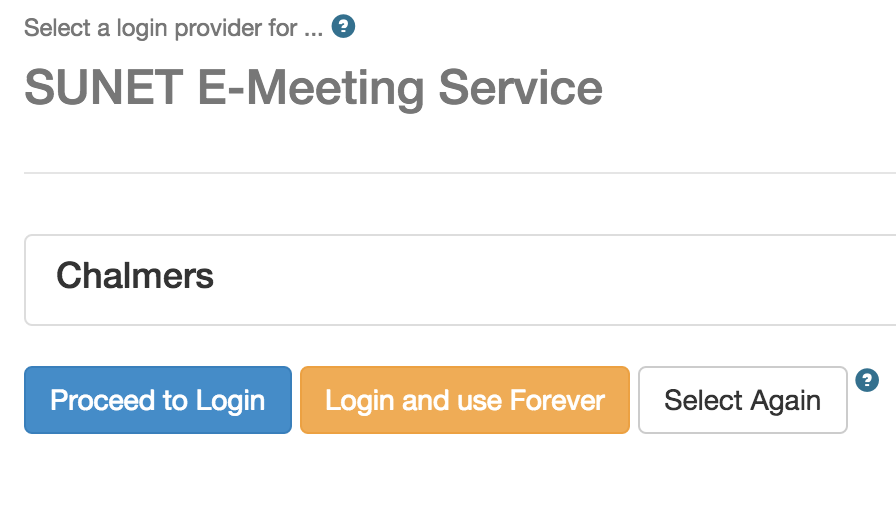 Select a login provider for ... ?
SUNET E-Meeting Service
Chalmers
Proceed to Login Login and use Forever Select Again ?